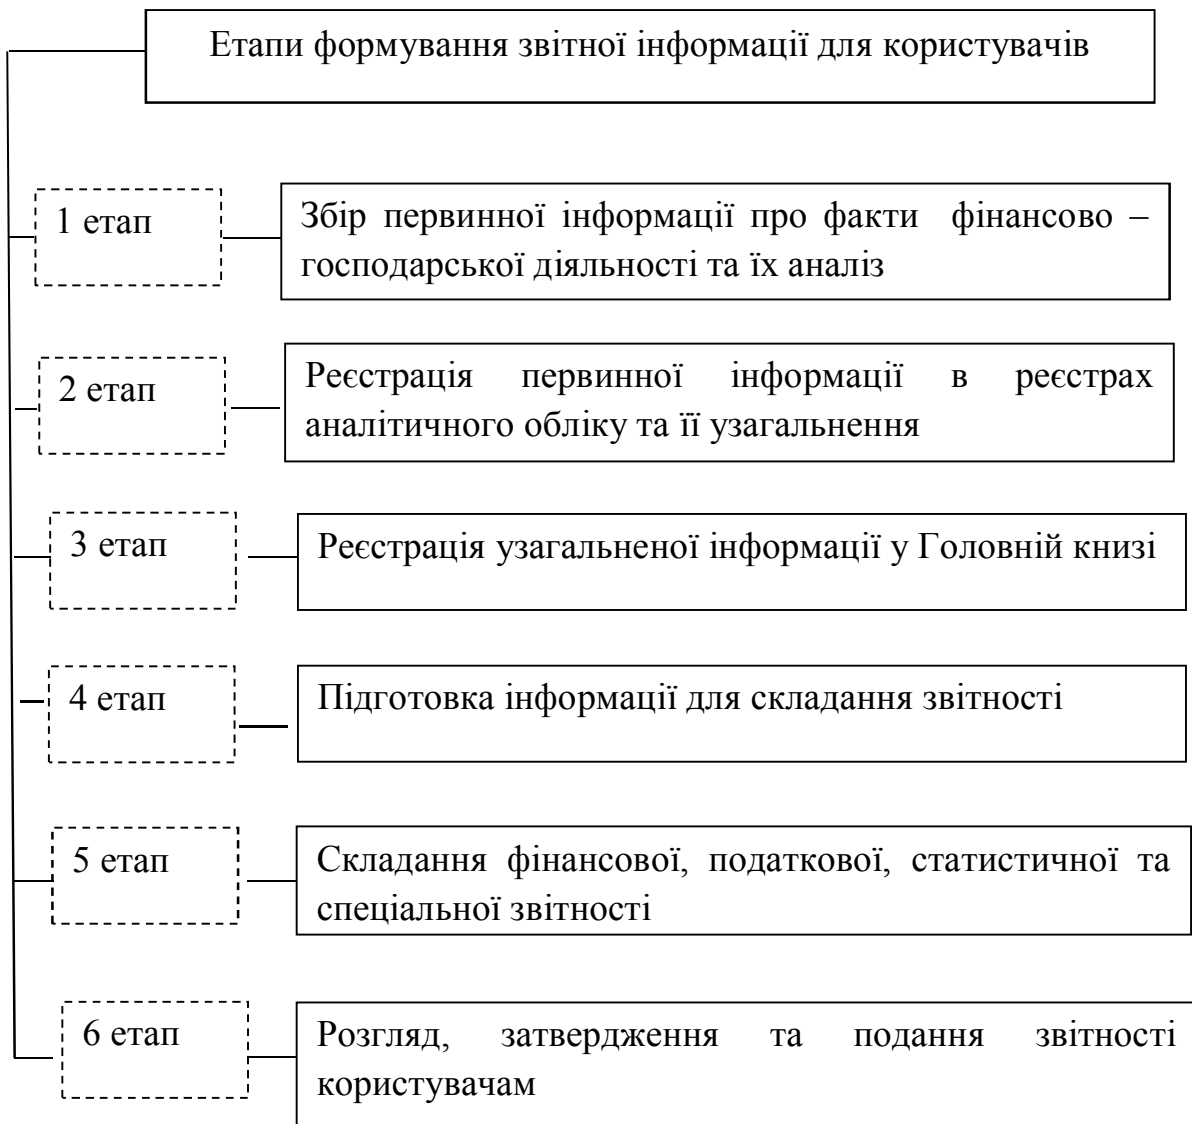 Етапи формування звітної інформації для користувачів
1 етап
Збір первинної інформації про факти фінансово –
господарської діяльності та їх аналіз
2 етап
Реєстрація первинної інформації в реєстрах
аналітичного обліку та її узагальнення
3 етап
Реєстрація узагальненої інформації у Головній книзі
4 етап
Підготовка інформації для складання звітності
5 етап
Складання фінансової, податкової, статистичної та
спеціальної звітності
6 етап
Розгляд, затвердження та подання звітності
користувачам